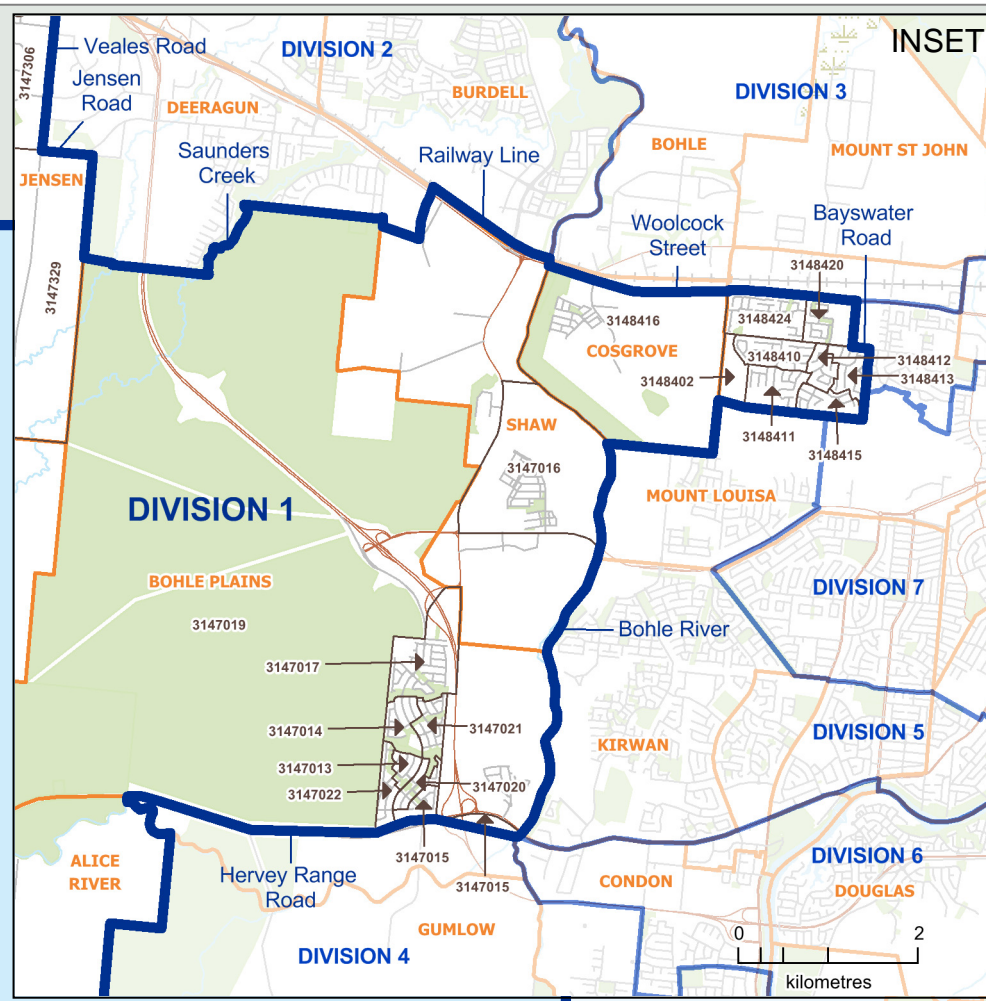 INSET
Veales Road
DIVISION 2
3147306
Jensen
Road
DEERAGUN
BURDELL
DIVISION 3
BOHLE
MOUNT ST JOHN
JENSEN
Saunders
Creek
Railway Line
Woolcock
Street
Bayswater
Road
3148420
3147329
3148416
3148424
COSGROVE
3148410
3148412
3148402
3148413
3148411
3148415
SHAW
3147016
MOUNT LOUISA
DIVISION 1
BOHLE PLAINS
DIVISION 7
3147019
Bohle River
3147017
3147014
3147021
KIRWAN
DIVISION 5
3147013
3147020
3147022
3147015
3147015
ALICE
RIVER
Hervey Range
Road
CONDON
DIVISION 6
DOUGLAS
GUMLOW
DIVISION 4
0 2
kilometres